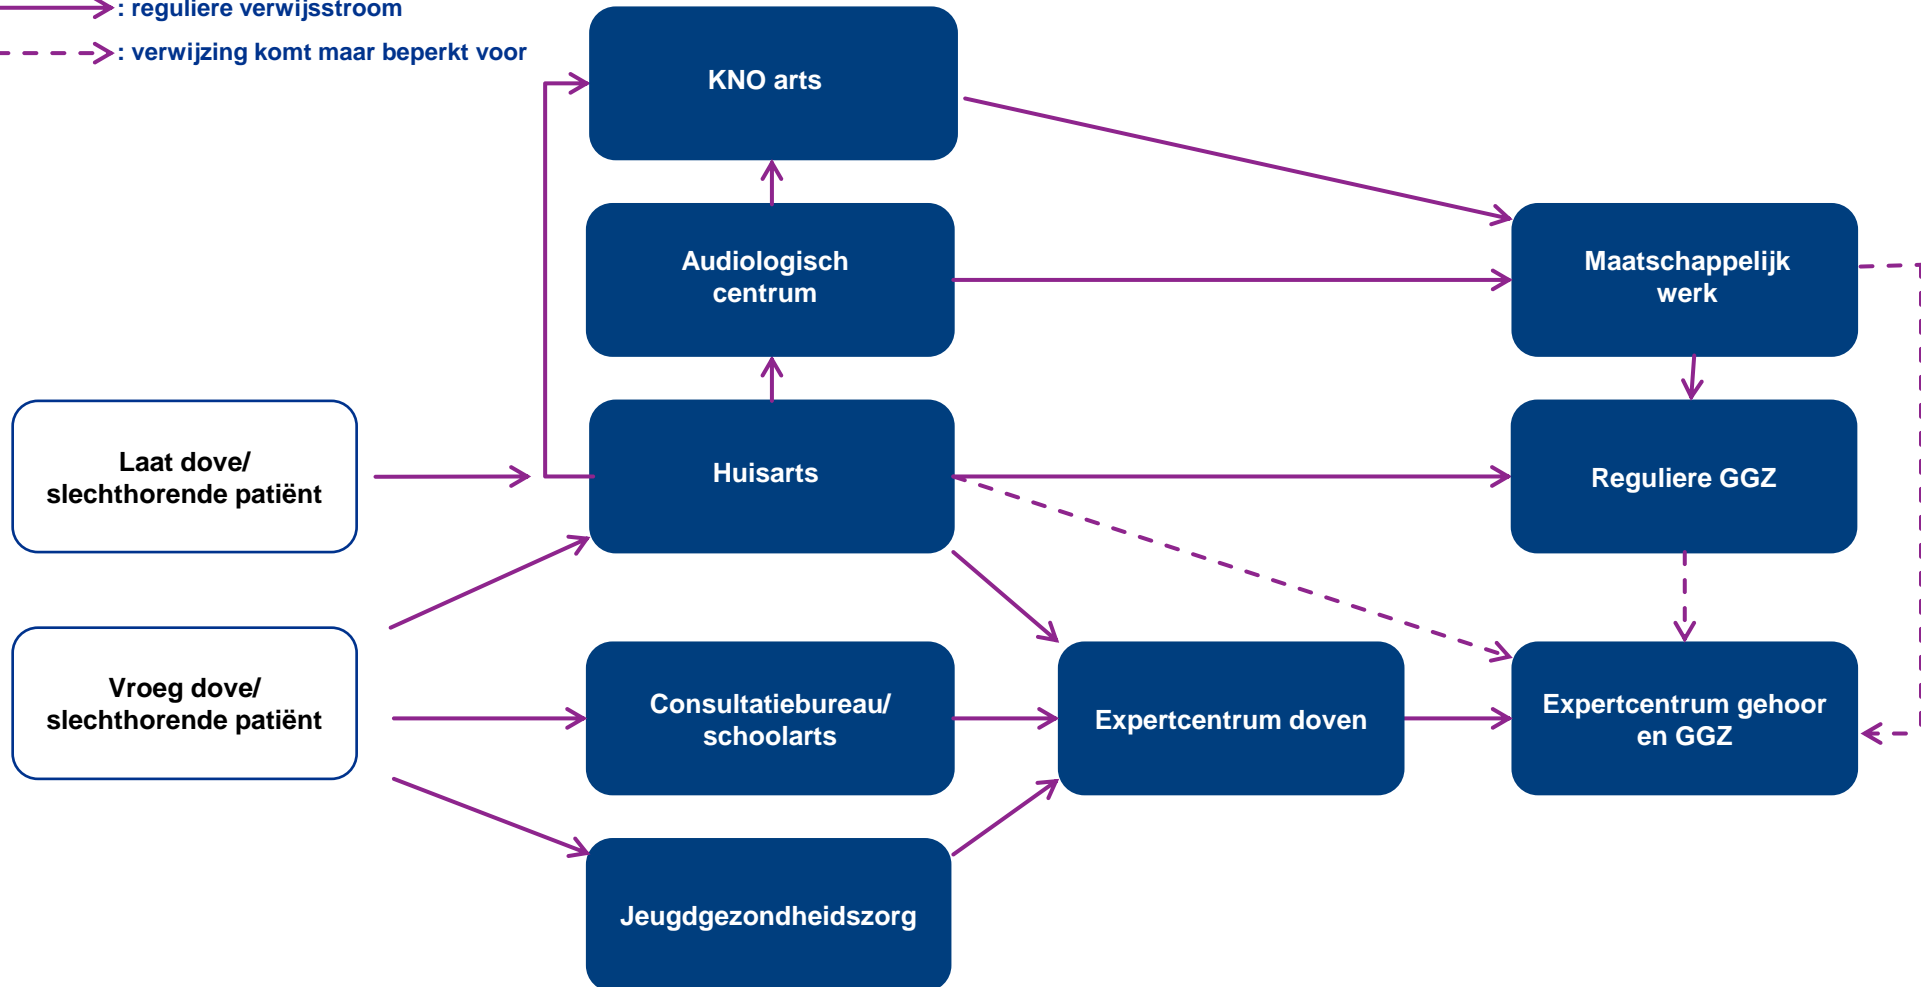 : reguliere verwijsstroom
: verwijzing komt maar beperkt voor
KNO arts
Audiologisch
centrum
Maatschappelijk
werk
Laat dove/
slechthorende patiënt
Huisarts
Reguliere GGZ
Vroeg dove/
slechthorende patiënt
Consultatiebureau/
schoolarts
Expertcentrum doven
Expertcentrum gehoor
en GGZ
Jeugdgezondheidszorg